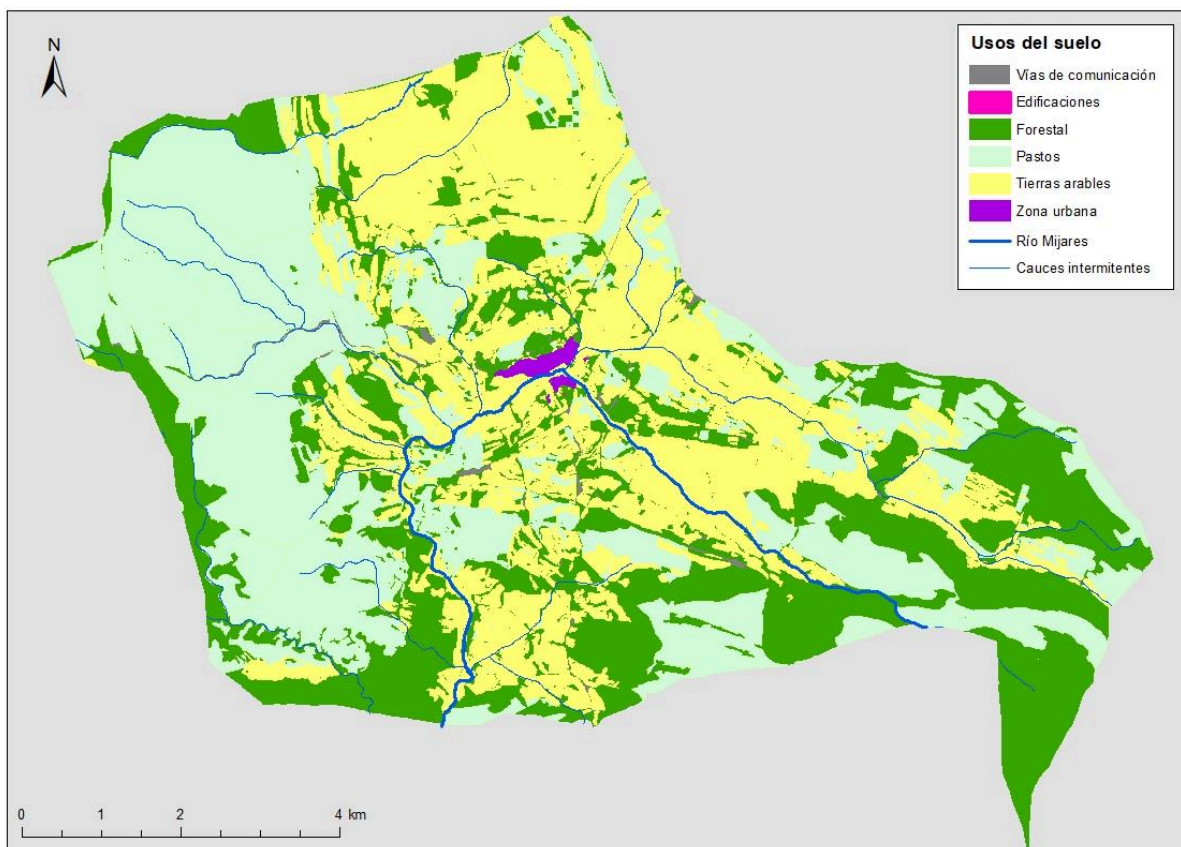 N
Usos del suelo
Vías de comunicación
Edificaciones
Forestal
Pastos
Tierras arables
Zona urbana
Río Mijares
Cauces intermitentes
0 1 2 4 km